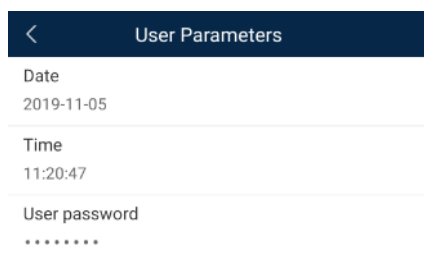 User Parameters
Date
2019-11-05
Time
11:20:47
User password
••••••••